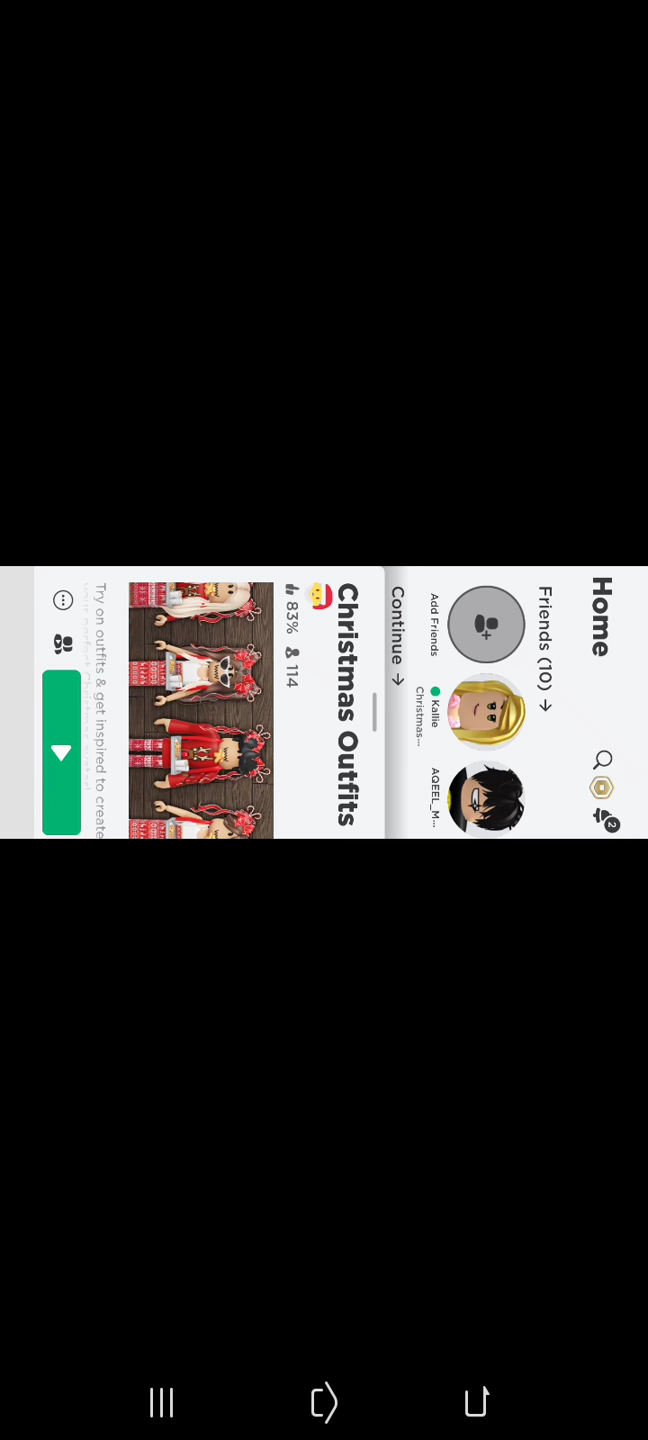 Home
2
Friends (10) →
Add Friends
Kallie
Christmas...
AQEEL_M...
Continue →
Christmas Outfits
🎅
83% 114
Try on outfits & get inspired to create